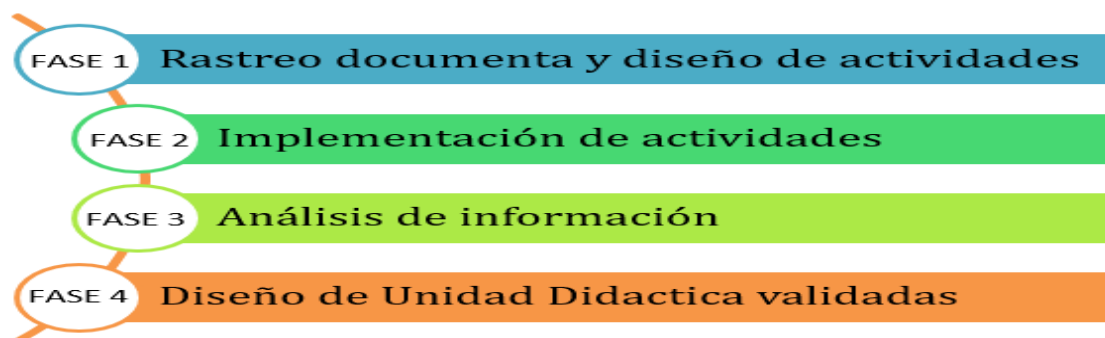 FASE 1 Rastreo documenta y diseño de actividades
FASE 2 Implementación de actividades
FASE 3 Análisis de información
FASE 4 Diseño de Unidad Didactica validadas